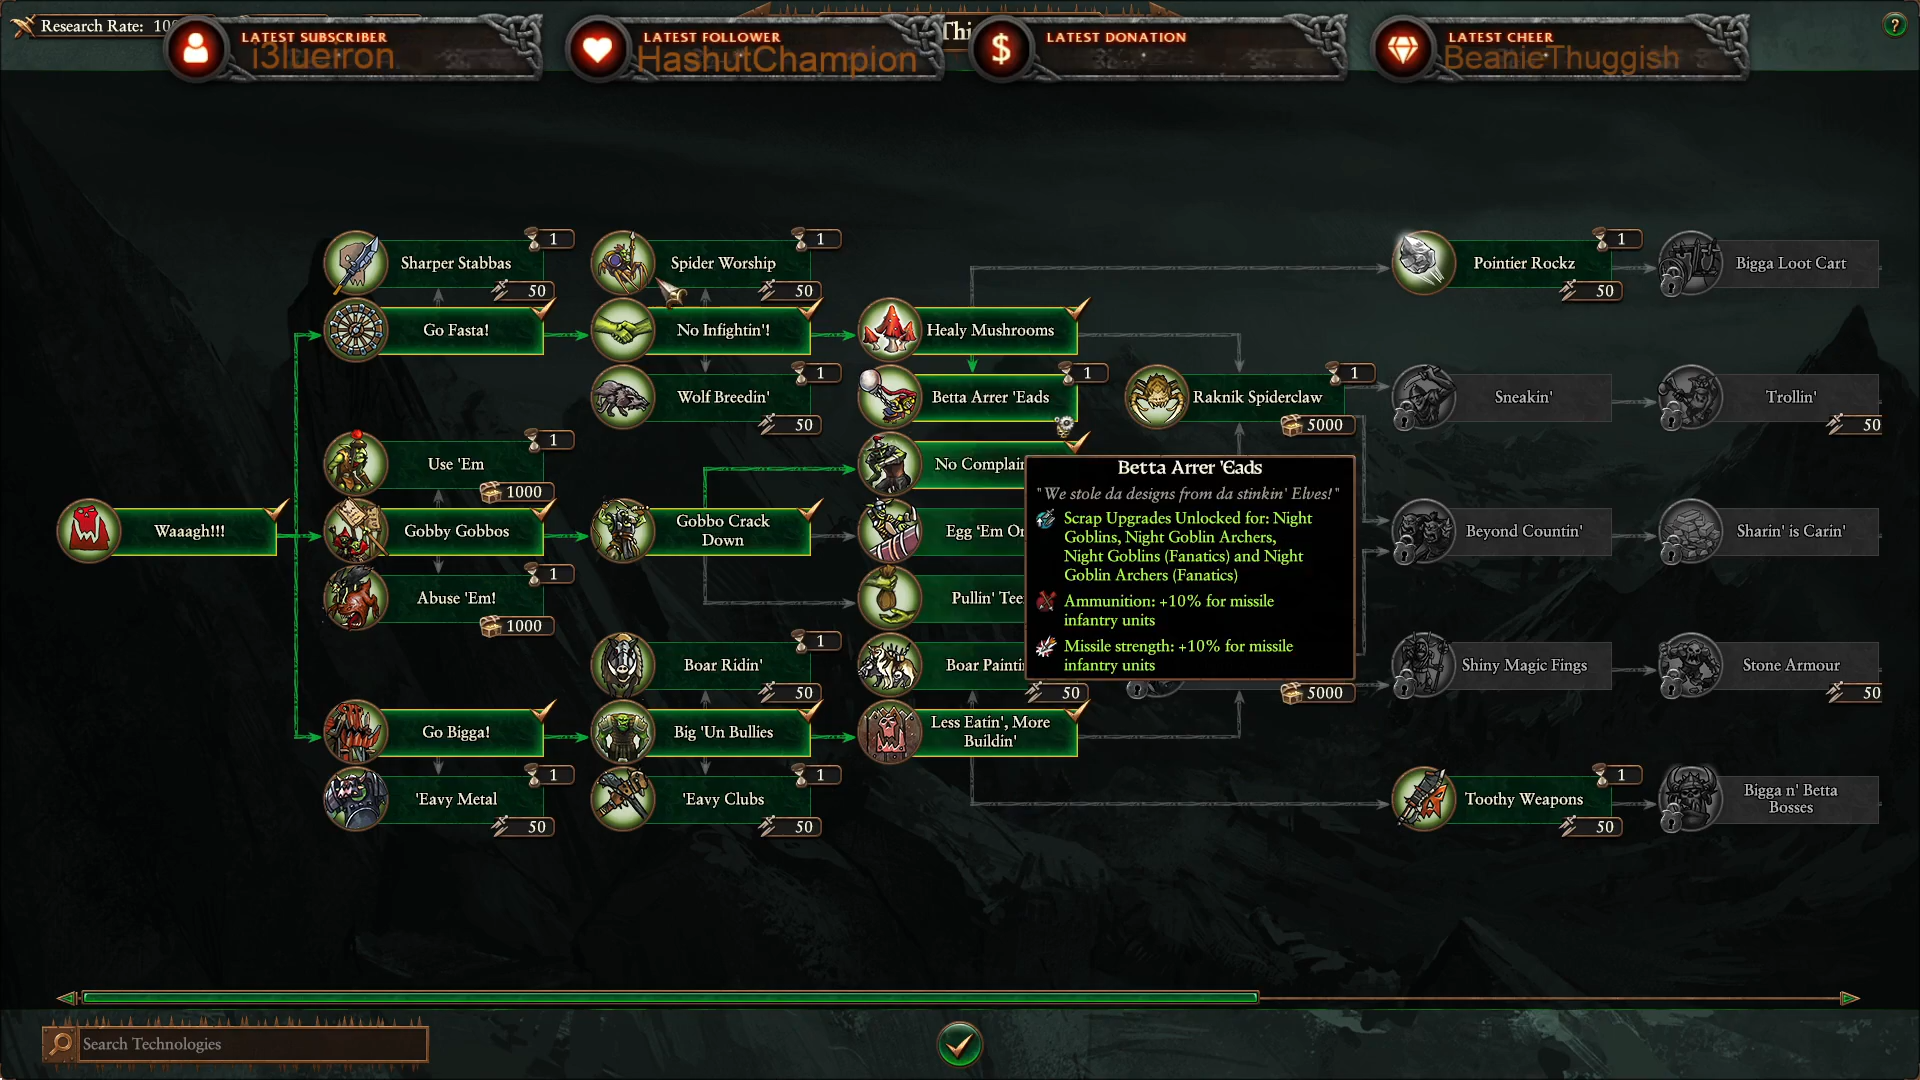 Research Rate: 10
LATEST SUBSCRIBER
i3lueiron
LATEST FOLLOWER
HashutChampion
Thi
LATEST DONATION
LATEST CHEER
BeanieThuggish
?
1
1
1
Sharper Stabbas
Spider Worship
Pointier Rockz
Bigga Loot Cart
50
50
50
Go Fasta!
No Infightin'!
Healy Mushrooms
1
1
1
Wolf Breedin'
Betta Arrer 'Eads
Raknik Spiderclaw
Sneakin'
Trollin'
50
5000
50
1
Use 'Em
No Complain
1000
Waaagh!!!
Gobby Gobbos
Gobbo Crack
Down
Egg 'Em On
Beyond Countin'
Sharin' is Carin'
1
Abuse 'Em!
Pullin' Tee
1000
Betta Arrer 'Eads
"We stole da designs from da stinkin' Elves!"
Scrap Upgrades Unlocked for: Night
Goblins, Night Goblin Archers,
Night Goblins (Fanatics) and Night
Goblin Archers (Fanatics)
Ammunition: +10% for missile
infantry units
Missile strength: +10% for missile
infantry units
1
Boar Ridin'
Boar Paintin
Shiny Magic Fings
Stone Armour
50
50
5000
50
Go Bigga!
Big 'Un Bullies
Less Eatin', More
Buildin'
1
1
1
'Eavy Metal
'Eavy Clubs
Toothy Weapons
Bigga n' Betta
Bosses
50
50
50
Search Technologies